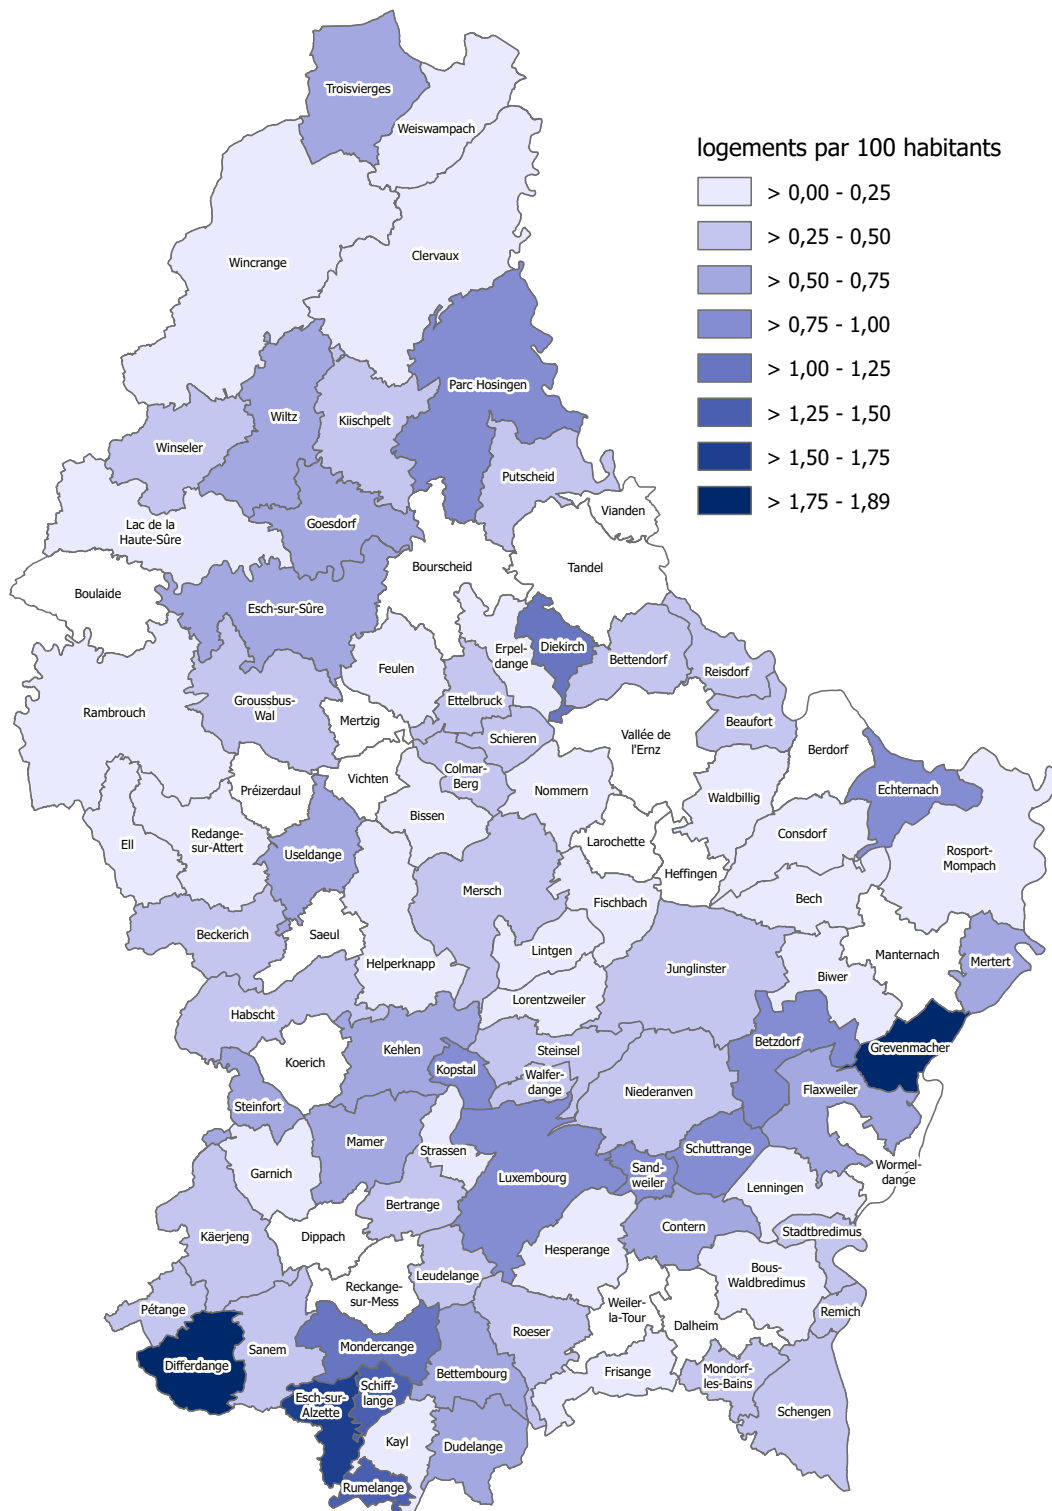 Troisvierges
Weiswampach
logements par 100 habitants
> 0,00 - 0,25
> 0,25 - 0,50
> 0,50 - 0,75
> 0,75 - 1,00
> 1,00 - 1,25
> 1,25 - 1,50
> 1,50 - 1,75
> 1,75 - 1,89
Wincrange
Clervaux
Parc Hosingen
Wiltz
Kiischpelt
Winseler
Putscheid
Lac de la
Haute-Sûre
Goesdorf
Vianden
Bourscheid
Tandel
Boulaide
Esch-sur-Sûre
Erpel-
dange
Diekirch
Bettendorf
Reisdorf
Feulen
Rambrouch
Groussbus-
Wal
Ettelbruck
Mertzig
Schieren
Vallée de
l'Ernz
Beaufort
Berdorf
Préizerdaul
Vichten
Colmar-
Berg
Nommern
Waldbillig
Echternach
Bissen
Ell
Redange-
sur-Attert
Useldange
Larochette
Consdorf
Rosport-
Mompach
Heffingen
Mersch
Fischbach
Bech
Beckerich
Saeul
Helperknapp
Lintgen
Junglinster
Biwer
Manternach
Mertert
Lorentzweiler
Habscht
Koerich
Kehlen
Kopstal
Steinsel
Walfer-
dange
Betzdorf
Grevenmacher
Niederanven
Flaxweiler
Steinfort
Mamer
Strassen
Schuttrange
Garnich
Luxembourg
Sand-
weiler
Lenningen
Wormel-
dange
Bertrange
Contern
Stadtbredimus
Käerjeng
Dippach
Hesperange
Reckange-
sur-Mess
Leudelange
Bous-
Waldbredimus
Pétange
Weiler-
la-Tour
Dalheim
Remich
Sanem
Mondercange
Roeser
Differdange
Bettembourg
Frisange
Mondorf-
les-Bains
Schiff-
lange
Esch-sur-
Alzette
Schengen
Kayl
Dudelange
Rumelange